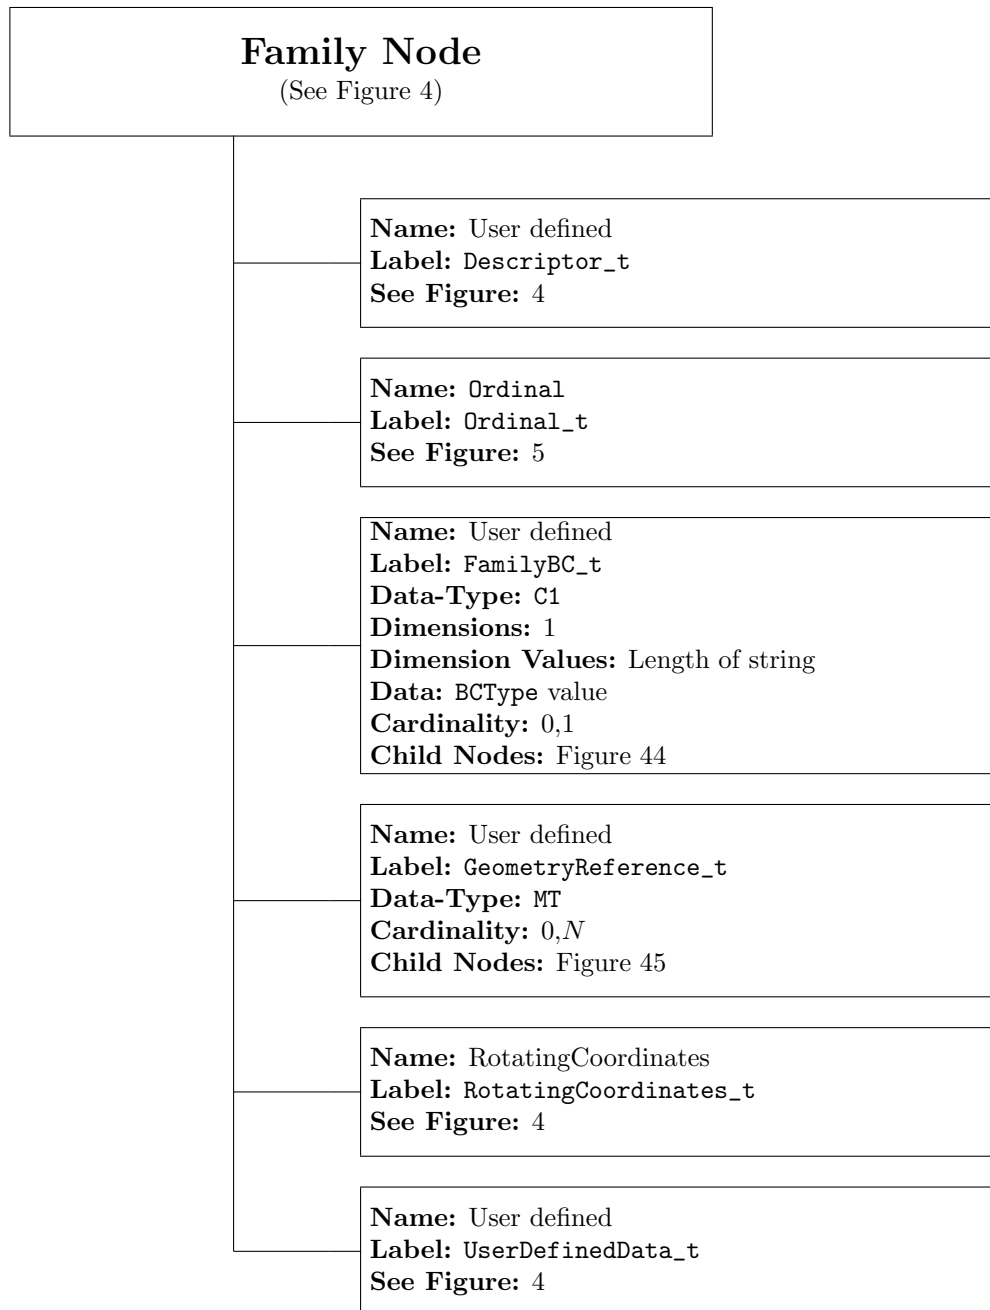 Family Node
(See Figure 4)
Name: User defined
Label: Descriptor_t
See Figure: 4
Name: Ordinal
Label: Ordinal_t
See Figure: 5
Name: User defined
Label: FamilyBC_t
Data-Type: C1
Dimensions: 1
Dimension Values: Length of string
Data: BCType value
Cardinality: 0,1
Child Nodes: Figure 44
Name: User defined
Label: GeometryReference_t
Data-Type: MT
Cardinality: 0,N
Child Nodes: Figure 45
Name: RotatingCoordinates
Label: RotatingCoordinates_t
See Figure: 4
Name: User defined
Label: UserDefinedData_t
See Figure: 4